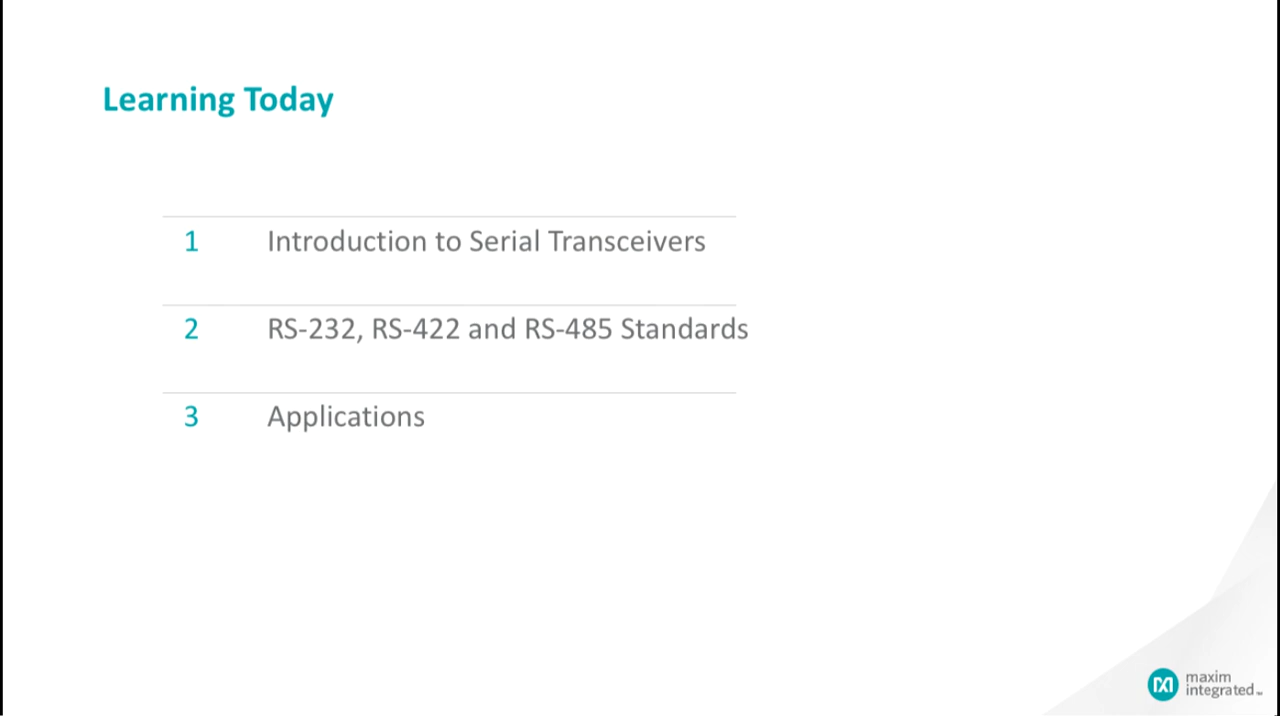 Learning Today
1 Introduction to Serial Transceivers
2 RS-232, RS-422 and RS-485 Standards
3 Applications
maxim
integrated™